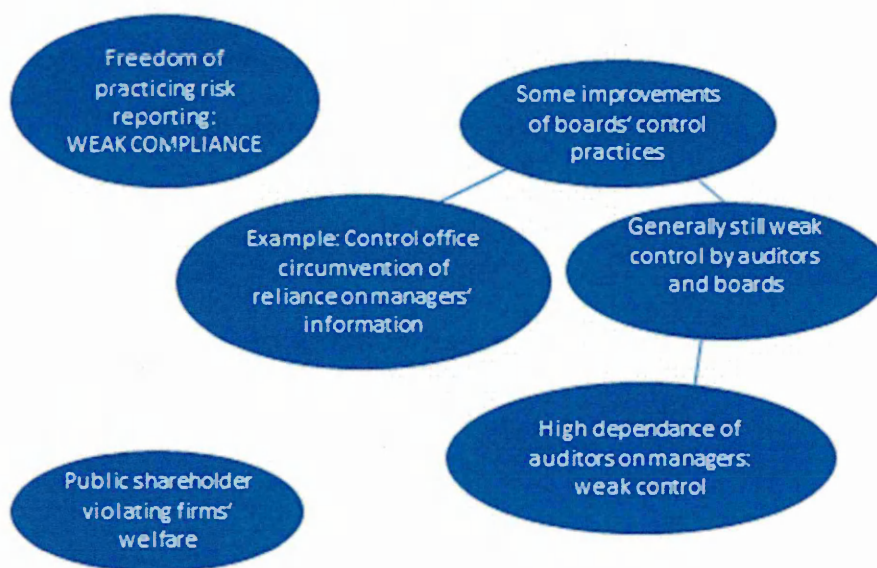 Freedom of
practicing risk
reporting:
WEAK COMPLIANCE
Some improvements
of boards' control
practices
Example: Control office
circumvention of
reliance on managers'
information
Generally still weak
control by auditors
and boards
High dependance of
auditors on managers:
weak control
Public shareholder
violating firms'
welfare